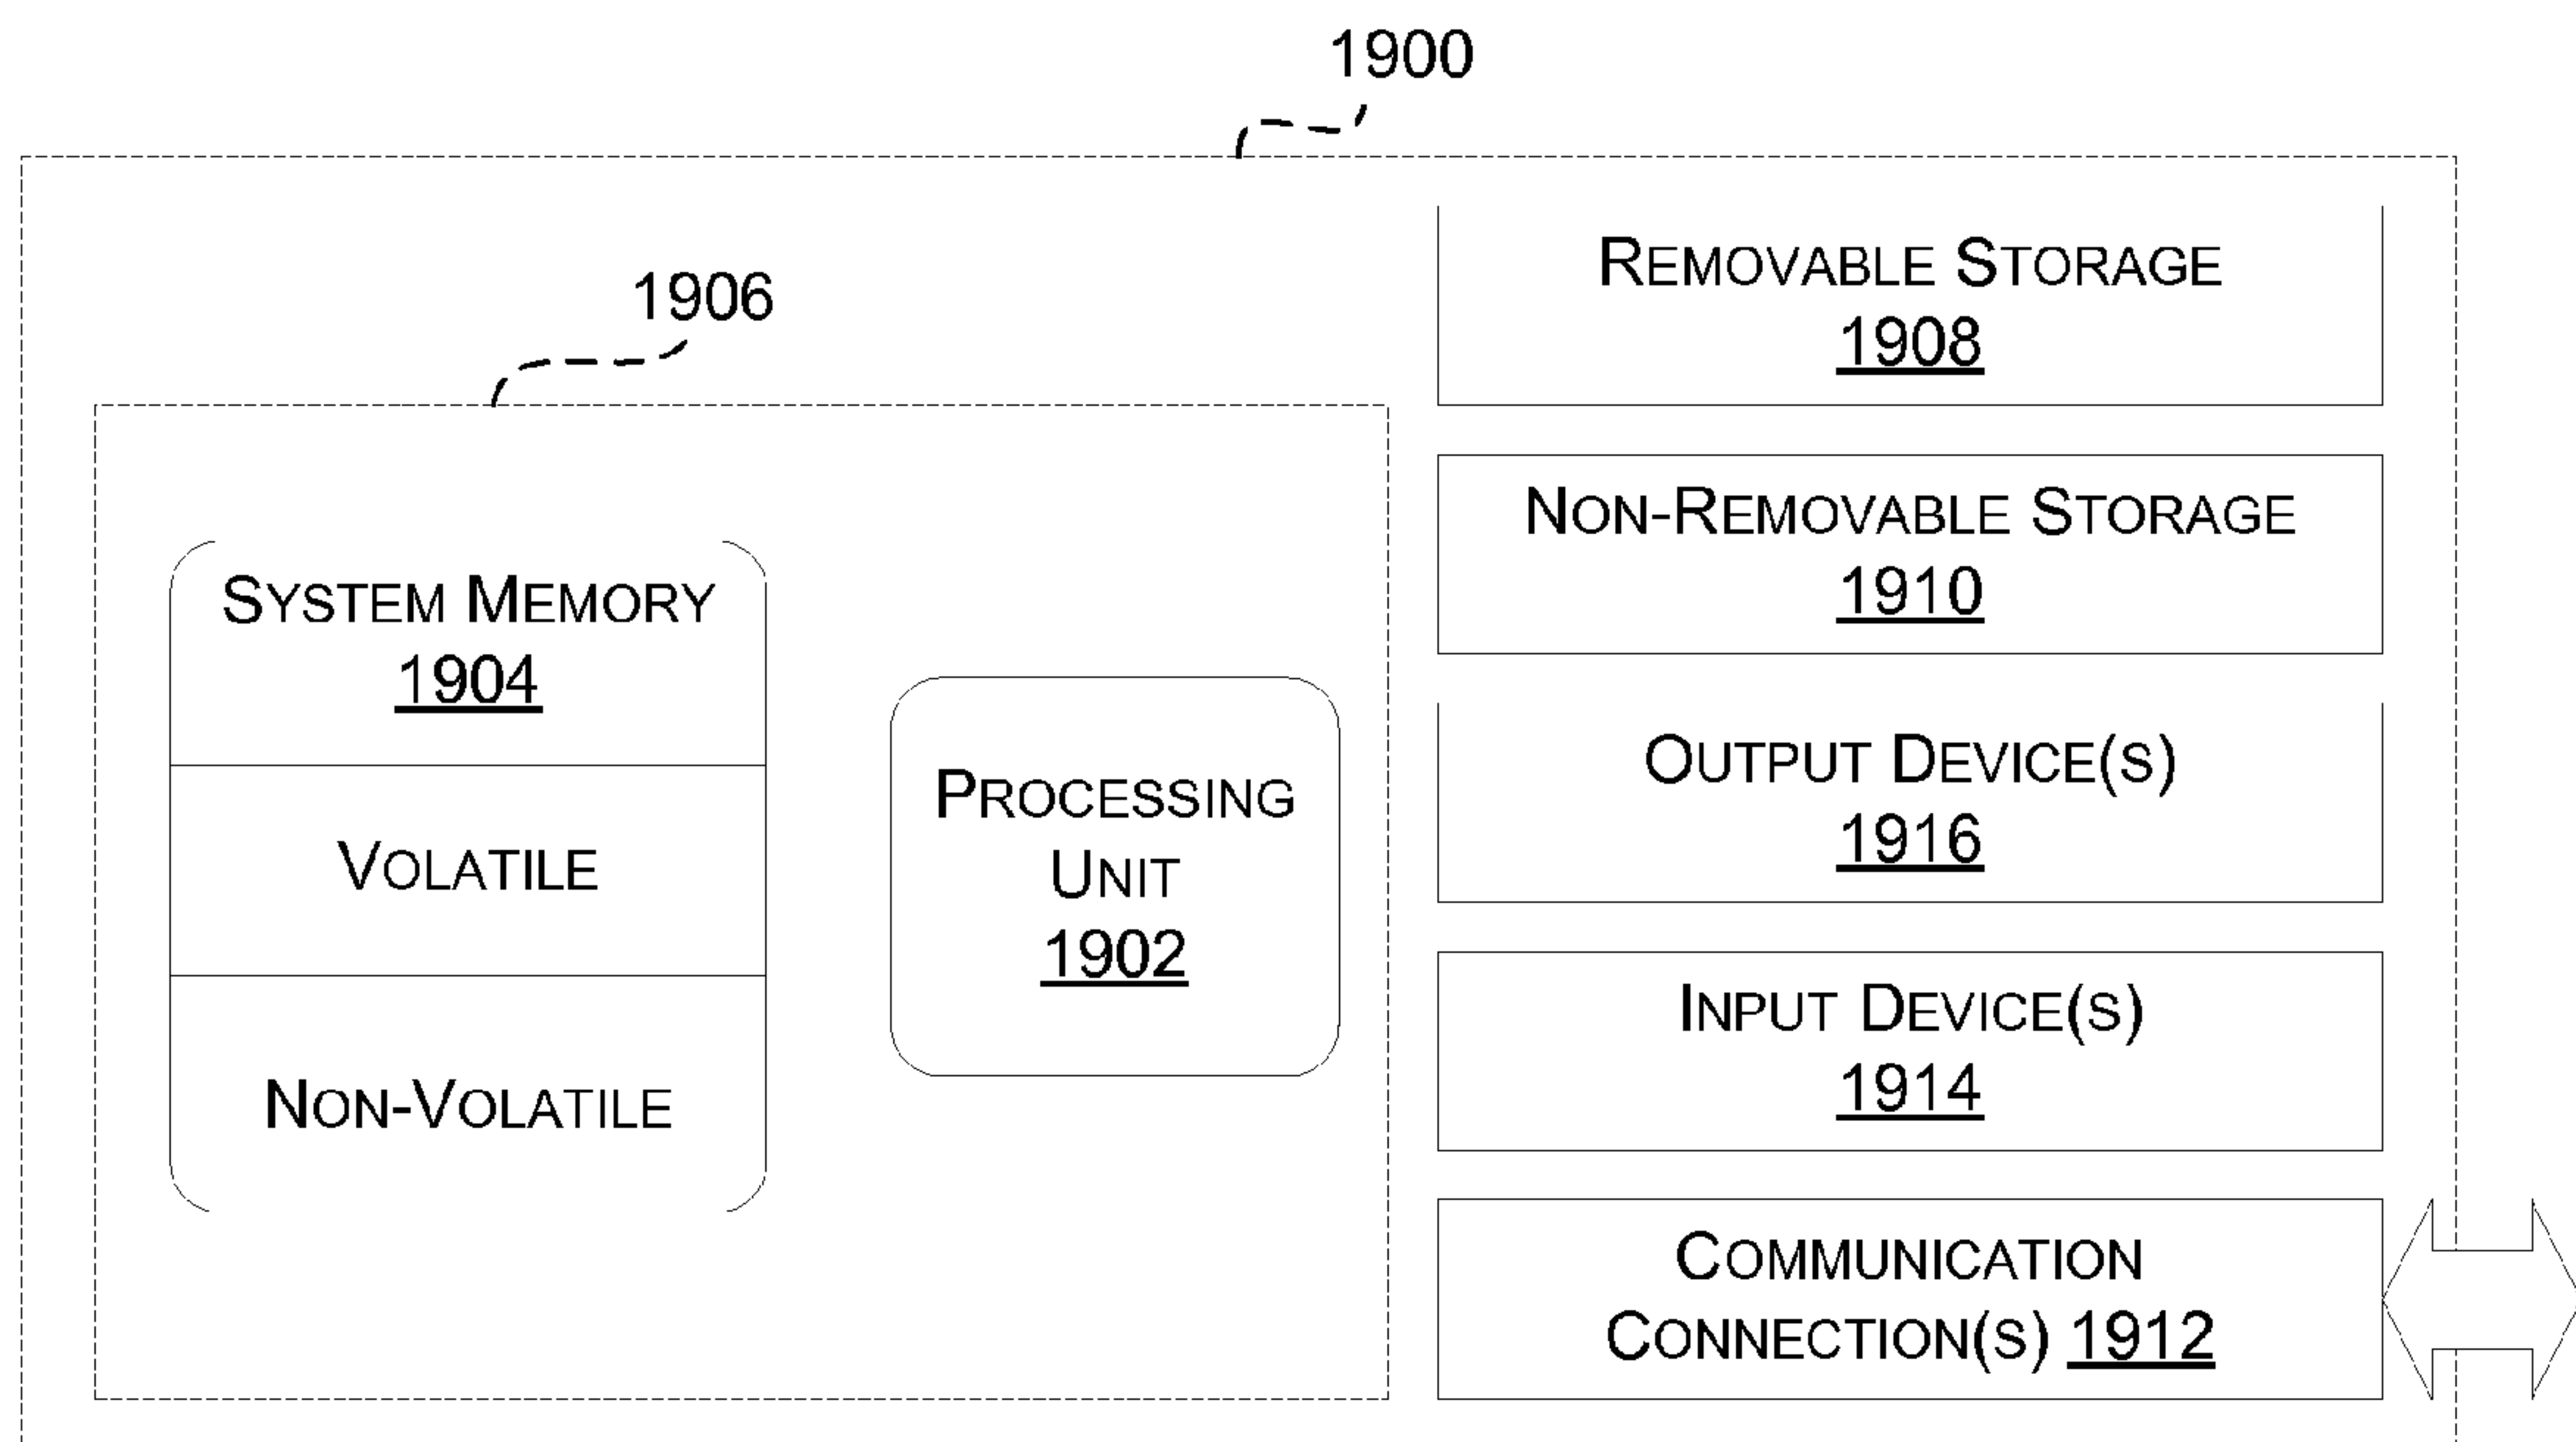 1900
1906
REMOVABLE STORAGE
1908
NON-REMOVABLE STORAGE
1910
SYSTEM MEMORY
1904
VOLATILE
NON-VOLATILE
PROCESSING
UNIT
1902
OUTPUT DEVICE(S)
1916
INPUT DEVICE(S)
1914
COMMUNICATION
CONNECTION(S) 1912